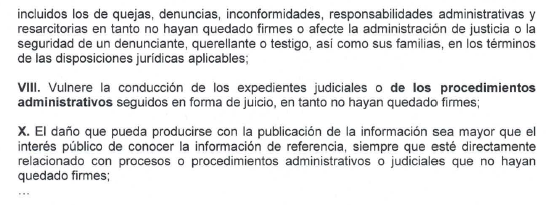 incluidos los de quejas, denuncias, inconformidades, responsabilidades administrativas y
resarcitorias en tanto no hayan quedado firmes o afecte la administración de justicia o la
seguridad de un denunciante, querellante o testigo, así como sus familias, en los términos
de las disposiciones jurídicas aplicables;
VIII. Vulnere la conducción de los expedientes judiciales o de los procedimientos
administrativos seguidos en forma de juicio, en tanto no hayan quedado firmes;
X. El daño que pueda producirse con la publicación de la información sea mayor que el
interés público de conocer la información de referencia, siempre que esté directamente
relacionado con procesos o procedimientos administrativos o judiciales que no hayan
quedado firmes;
...